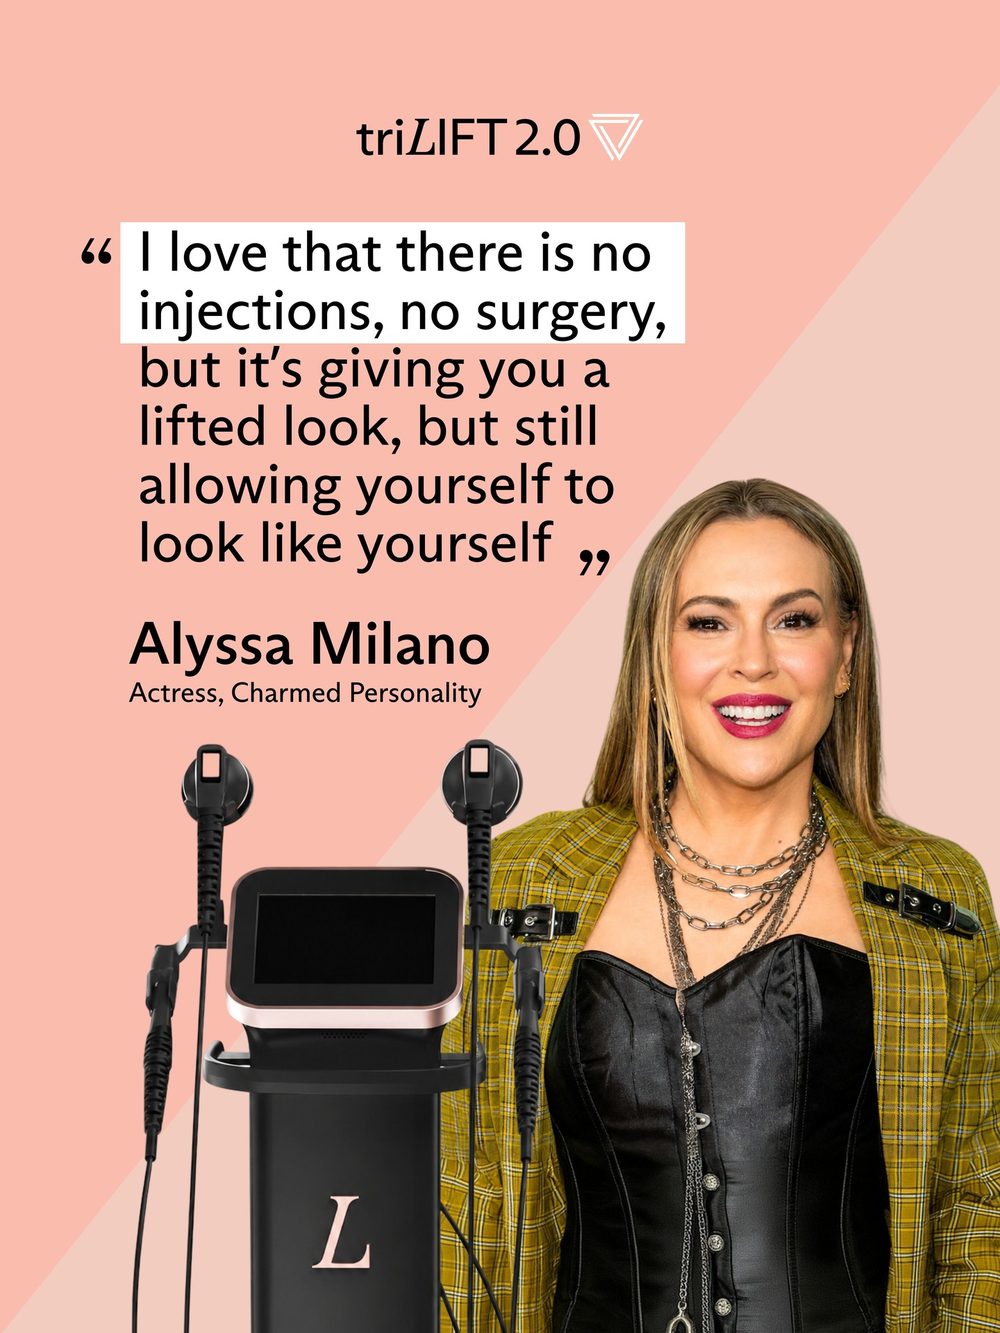 triLIFT 2.0
“ I love that there is no
injections, no surgery,
but it’s giving you a
lifted look, but still
allowing yourself to
look like yourself ”
Alyssa Milano
Actress, Charmed Personality
L